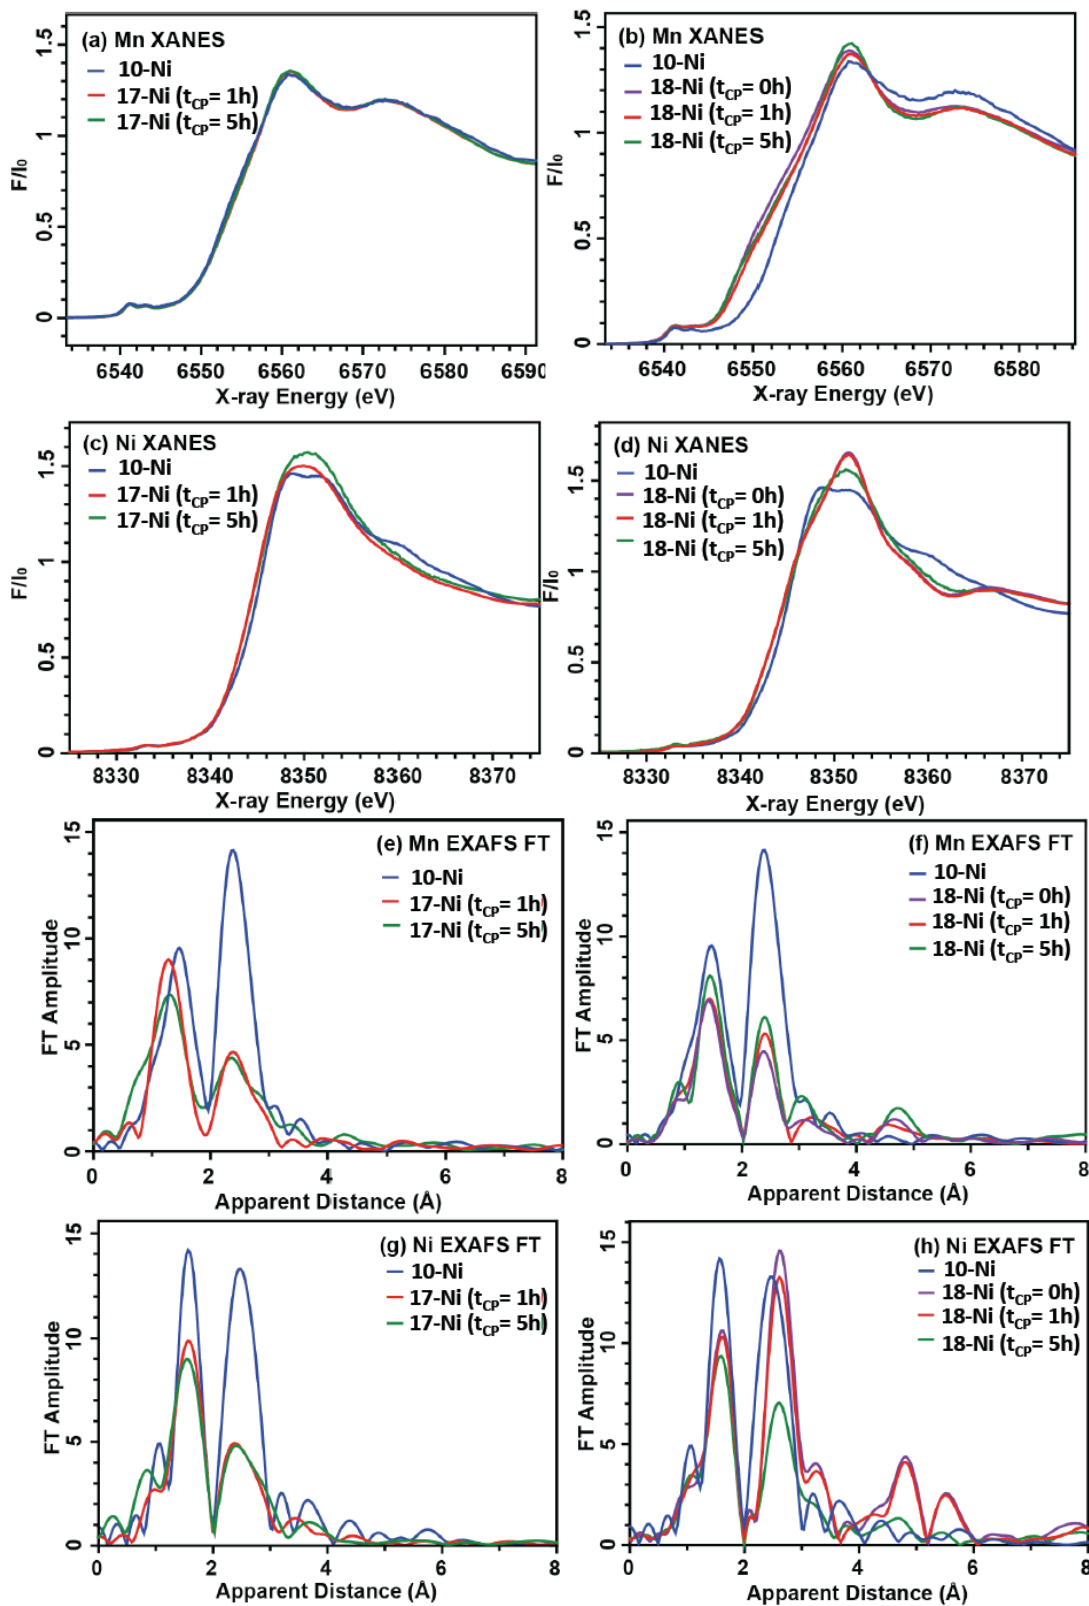 (a) Mn XANES
10-Ni
17-Ni (tCP= 1h)
17-Ni (tCP= 5h)
F/I0
0
0.5
1
1.5
6540
6550
6560
6570
6580
6590
X-ray Energy (eV)
(b) Mn XANES
10-Ni
18-Ni (tCP= 0h)
18-Ni (tCP= 1h)
18-Ni (tCP= 5h)
F/I0
0
0.5
1
1.5
6540
6550
6560
6570
6580
X-ray Energy (eV)
(c) Ni XANES
10-Ni
17-Ni (tCP= 1h)
17-Ni (tCP= 5h)
F/I0
0
0.5
1
1.5
8330
8340
8350
8360
8370
X-ray Energy (eV)
(d) Ni XANES
10-Ni
18-Ni (tCP= 0h)
18-Ni (tCP= 1h)
18-Ni (tCP= 5h)
F/I0
0
0.5
1
1.5
8330
8340
8350
8360
8370
X-ray Energy (eV)
(e) Mn EXAFS FT
10-Ni
17-Ni (tCP= 1h)
17-Ni (tCP= 5h)
FT Amplitude
0
5
10
15
0
2
4
6
8
Apparent Distance (Å)
(f) Mn EXAFS FT
10-Ni
18-Ni (tCP= 0h)
18-Ni (tCP= 1h)
18-Ni (tCP= 5h)
FT Amplitude
0
5
10
15
0
2
4
6
8
Apparent Distance (Å)
(g) Ni EXAFS FT
10-Ni
17-Ni (tCP= 1h)
17-Ni (tCP= 5h)
FT Amplitude
0
5
10
15
0
2
4
6
8
Apparent Distance (Å)
(h) Ni EXAFS FT
10-Ni
18-Ni (tCP= 0h)
18-Ni (tCP= 1h)
18-Ni (tCP= 5h)
FT Amplitude
0
5
10
15
0
2
4
6
8
Apparent Distance (Å)